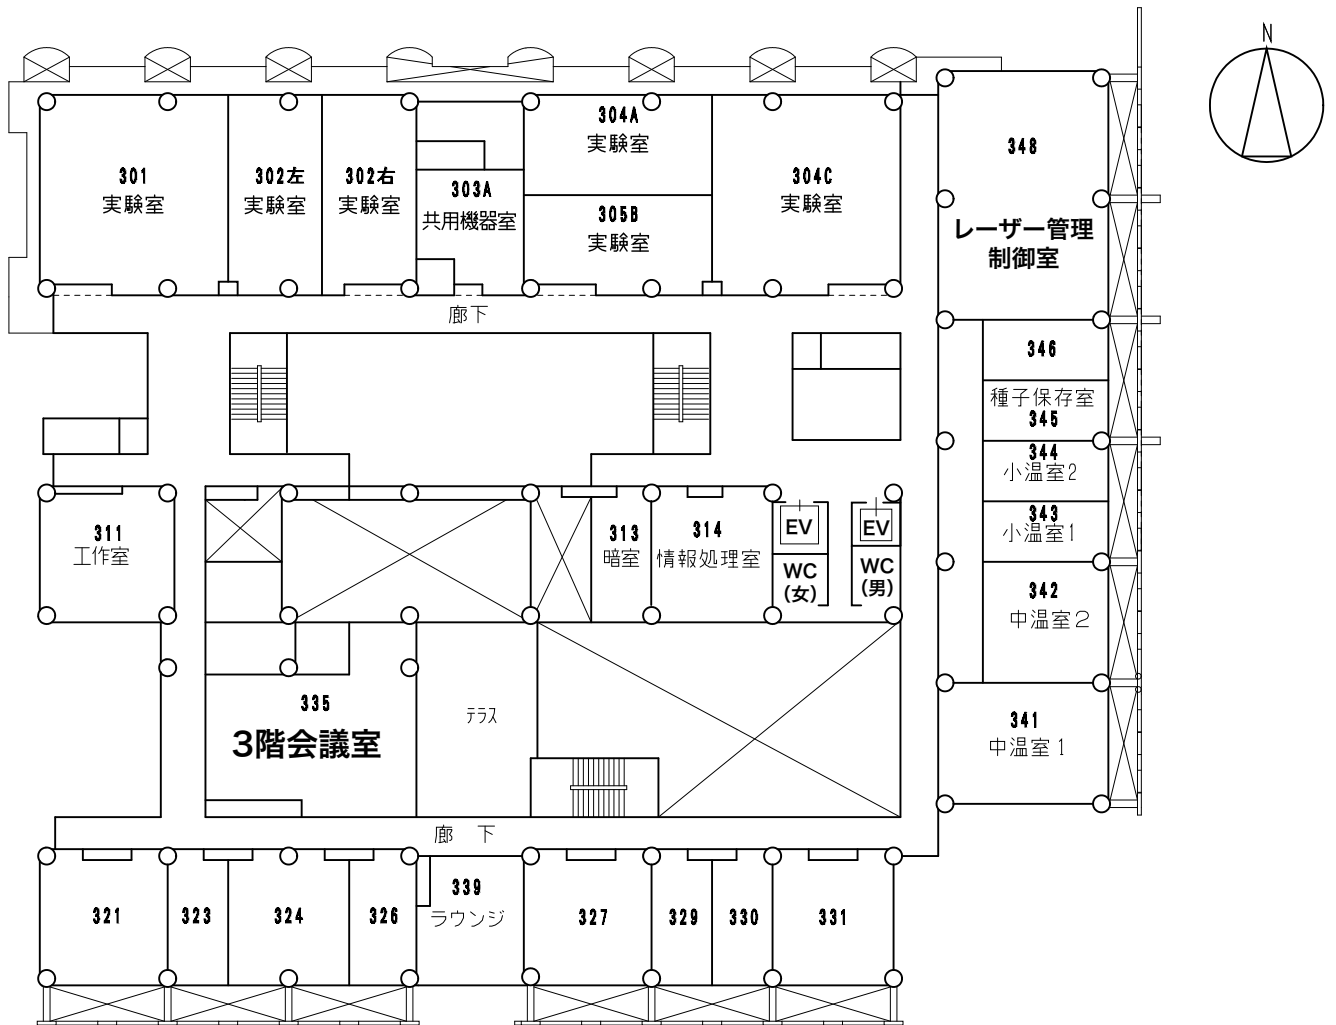 N
301
実験室
302左
実験室
302右
実験室
303A
共用機器室
304A
実験室
305B
実験室
304C
実験室
348
レーザー管理
制御室
廊下
346
種子保存室
345
344
小温室2
343
小温室1
342
中温室2
341
中温室1
311
工作室
313
暗室
314
情報処理室
EV
WC
(女)
EV
WC
(男)
335
3階会議室
テラス
廊 下
321
323
324
326
339
ラウンジ
327
329
330
331